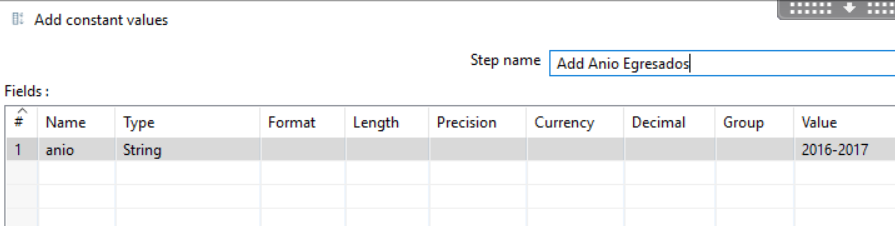 Add constant values
Step name Add Anio Egresados
Fields :
# Name Type Format Length Precision Currency Decimal Group Value
1 anio String 2016-2017